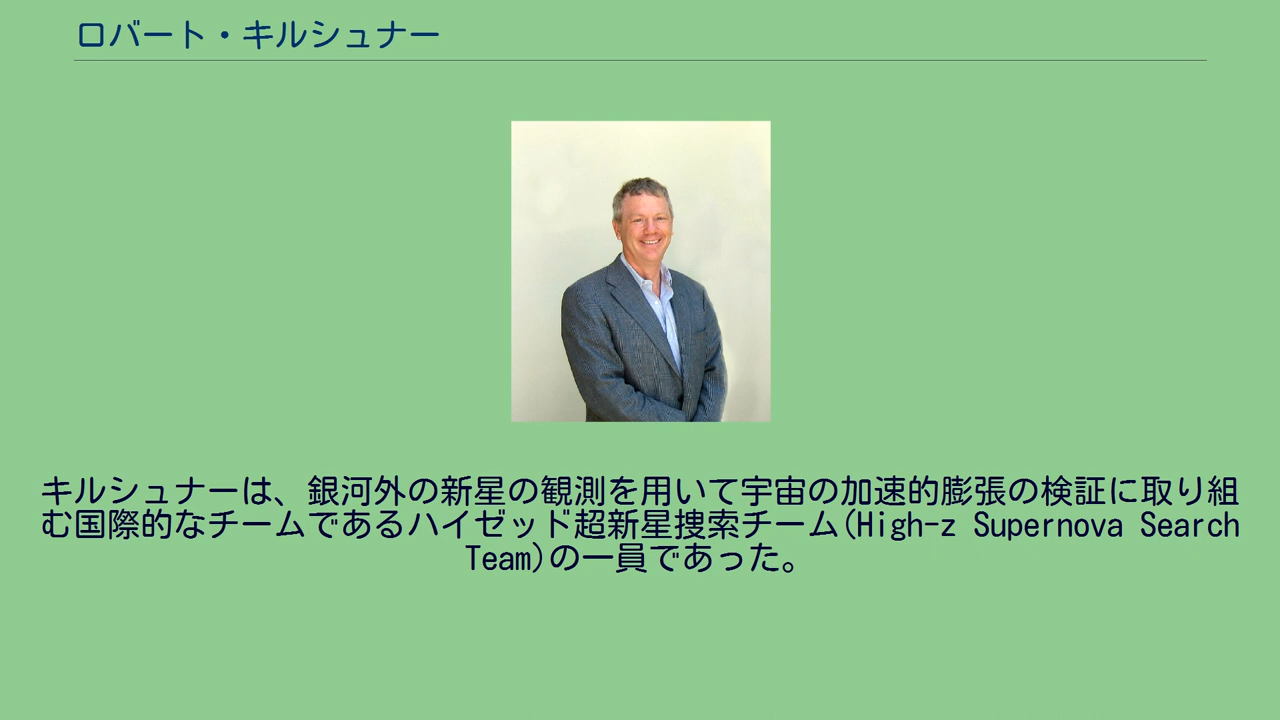 ロバート・キルシュナー
キルシュナーは、銀河外の新星の観測を用いて宇宙の加速的膨張の検証に取り組
む国際的なチームであるハイゼッド超新星捜索チーム(High-z Supernova Search
Team)の一員であった。